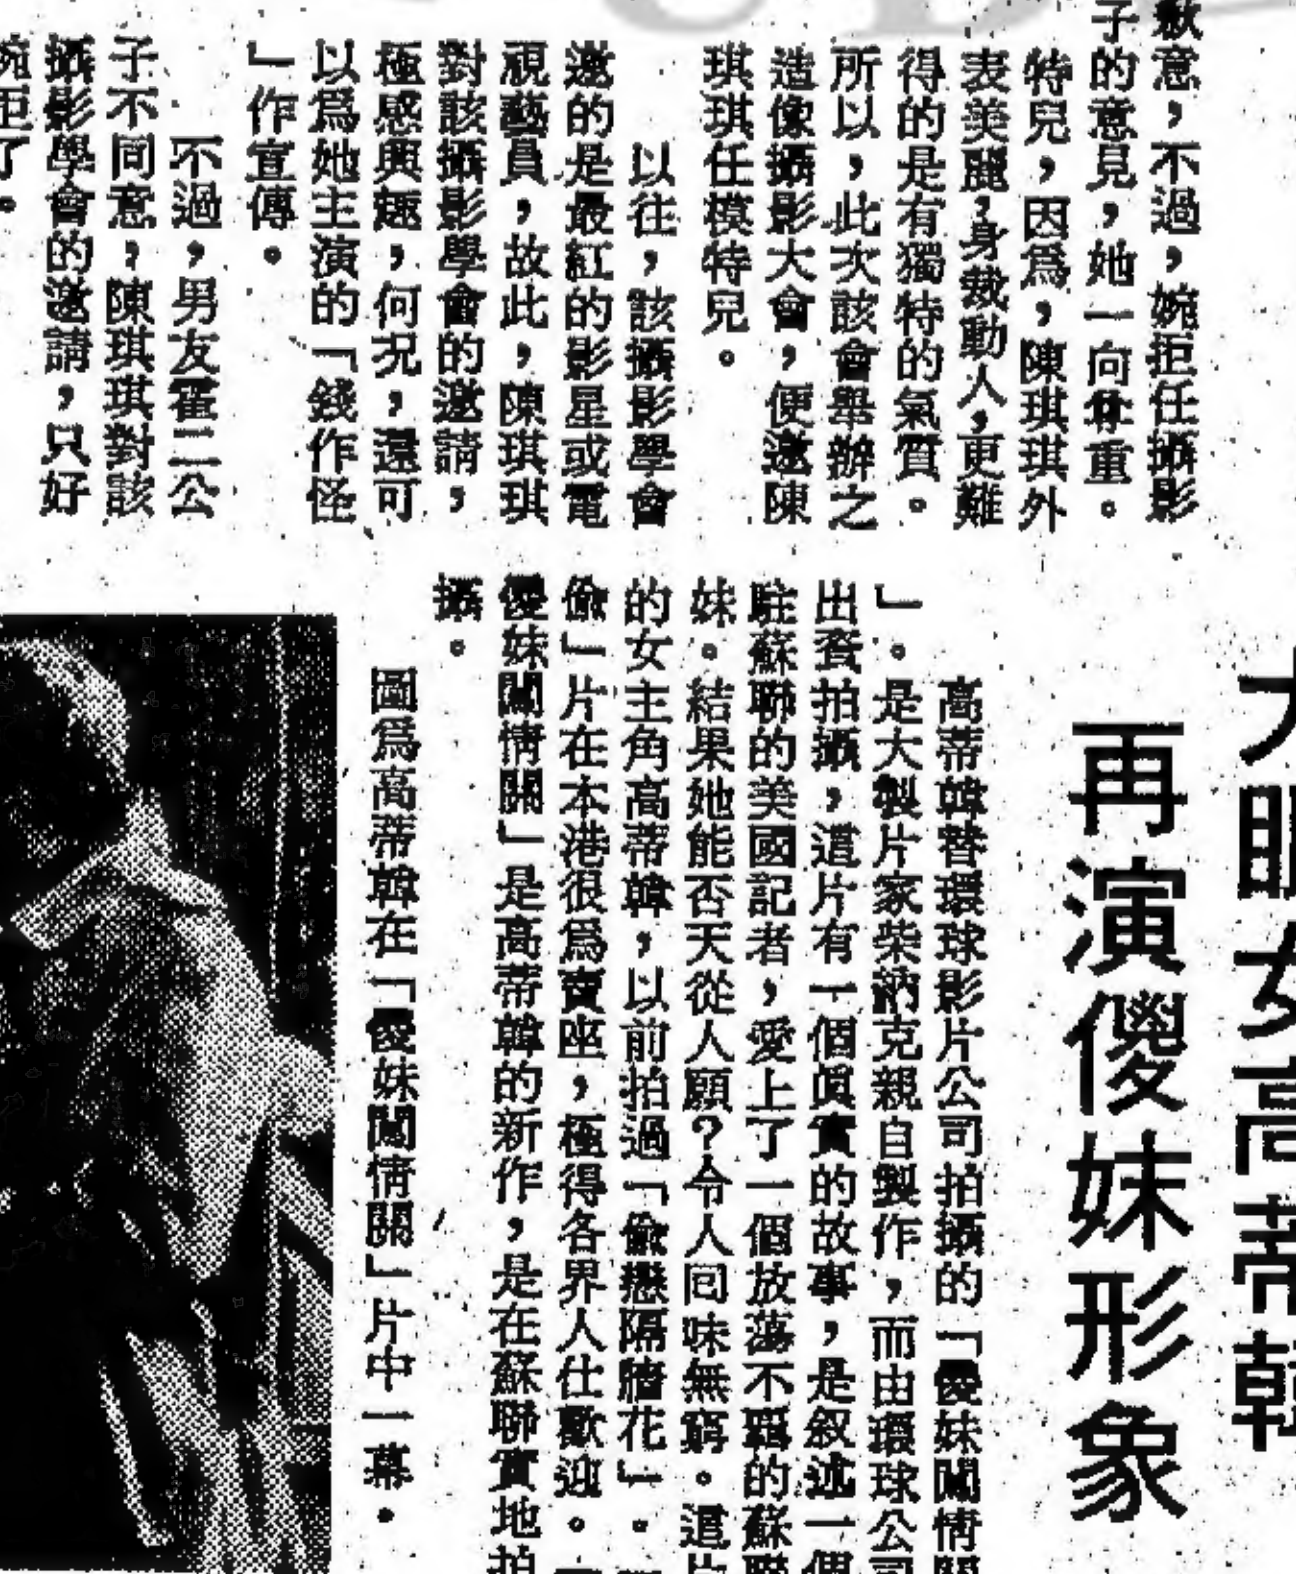 歉意，不過，婉拒任攝影
子的意見，她一向尊重。
特兒，因爲，陳琪琪外
表美麗，身裁動人，更難
得的是有獨特的氣質。
所以，此次該會舉辦之
造像攝影大會，便邀陳
琪琪任模特兒。
以往，該攝影學會
邀的是最紅的影星或電
視藝員，故此，陳琪琪
對該攝影學會的邀請，
極感興趣，何況，還可
以爲她主演的「錢作怪
」作宣傳。
不過，男友霍二公
子不同意，陳琪琪對該
攝影學會的邀請，只好
婉拒了。
大眼女高蒂韓
再演傻妹形象
高蒂韓替環球影片公司拍攝的「傻妹闖情關
」。是大製片家柴納克親自製作，而由環球公司
出資拍攝，這片有一個眞實的故事，是叙述一個
駐蘇聯的美國記者，愛上了一個放蕩不羈的蘇聯
妹。結果她能否天從人願？令人囘味無窮。這片
的女主角高蒂韓，以前拍過「偷戀隔牆花」。
偷」片在本港很爲賣座，極得各界人仕歡迎。「
傻妹闖情關」是高蒂韓的新作，是在蘇聯實地拍
攝。
圖爲高蒂韓在「傻妹闖情關」片中一幕。